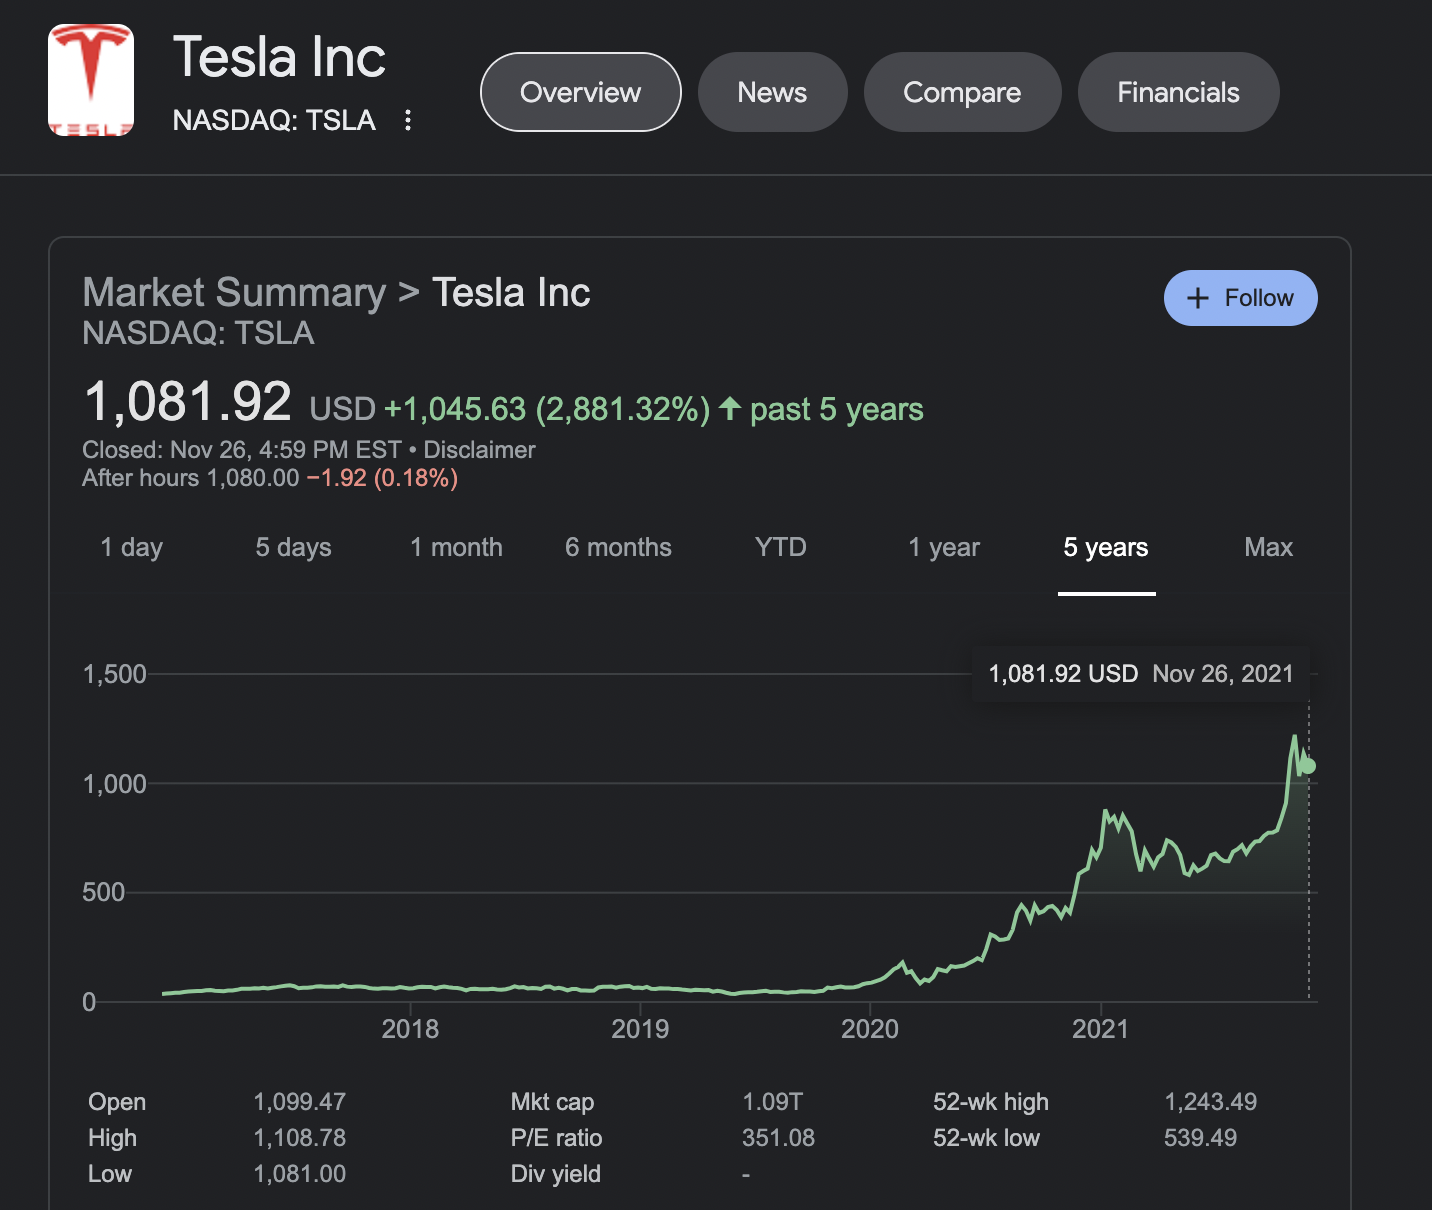 TESLA
Tesla Inc
NASDAQ: TSLA
Overview
News
Compare
Financials
Market Summary > Tesla Inc
NASDAQ: TSLA
+ Follow
1,081.92 USD +1,045.63 (2,881.32%) ↑ past 5 years
Closed: Nov 26, 4:59 PM EST • Disclaimer
After hours 1,080.00 −1.92 (0.18%)
1 day 5 days 1 month 6 months YTD 1 year 5 years Max
1,081.92 USD Nov 26, 2021
1,500
1,000
500
0
2018 2019 2020 2021
Open 1,099.47 Mkt cap 1.09T 52-wk high 1,243.49
High 1,108.78 P/E ratio 351.08 52-wk low 539.49
Low 1,081.00 Div yield -